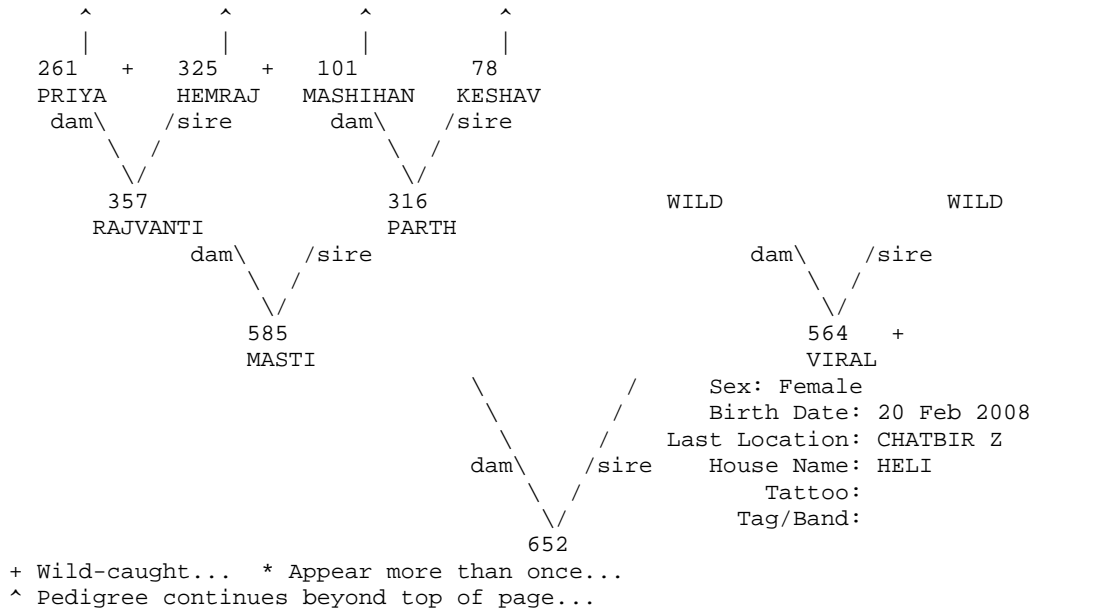 ^ ^ ^ ^
| | | |
261 + 325 + 101 78
PRIYA HEMRAJ MASHIHAN KESHAV
dam\ /sire dam\ /sire
\ / \ /
\/ \/
357 316 WILD WILD
RAJVANTI PARTH
dam\ /sire dam\ /sire
\ / \ /
\/ \/
585 564 +
MASTI VIRAL
\ / Sex: Female
\ / Birth Date: 20 Feb 2008
\ / Last Location: CHATBIR Z
dam\ /sire House Name: HELI
\ / Tattoo:
\/ Tag/Band:
652
+ Wild-caught... * Appear more than once...
^ Pedigree continues beyond top of page...